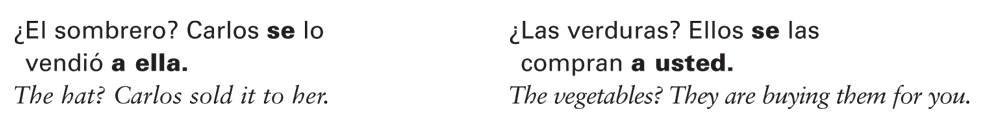 ¿El sombrero? Carlos se lo
vendió a ella.
The hat? Carlos sold it to her.
¿Las verduras? Ellos se las
compran a usted.
The vegetables? They are buying them for you.